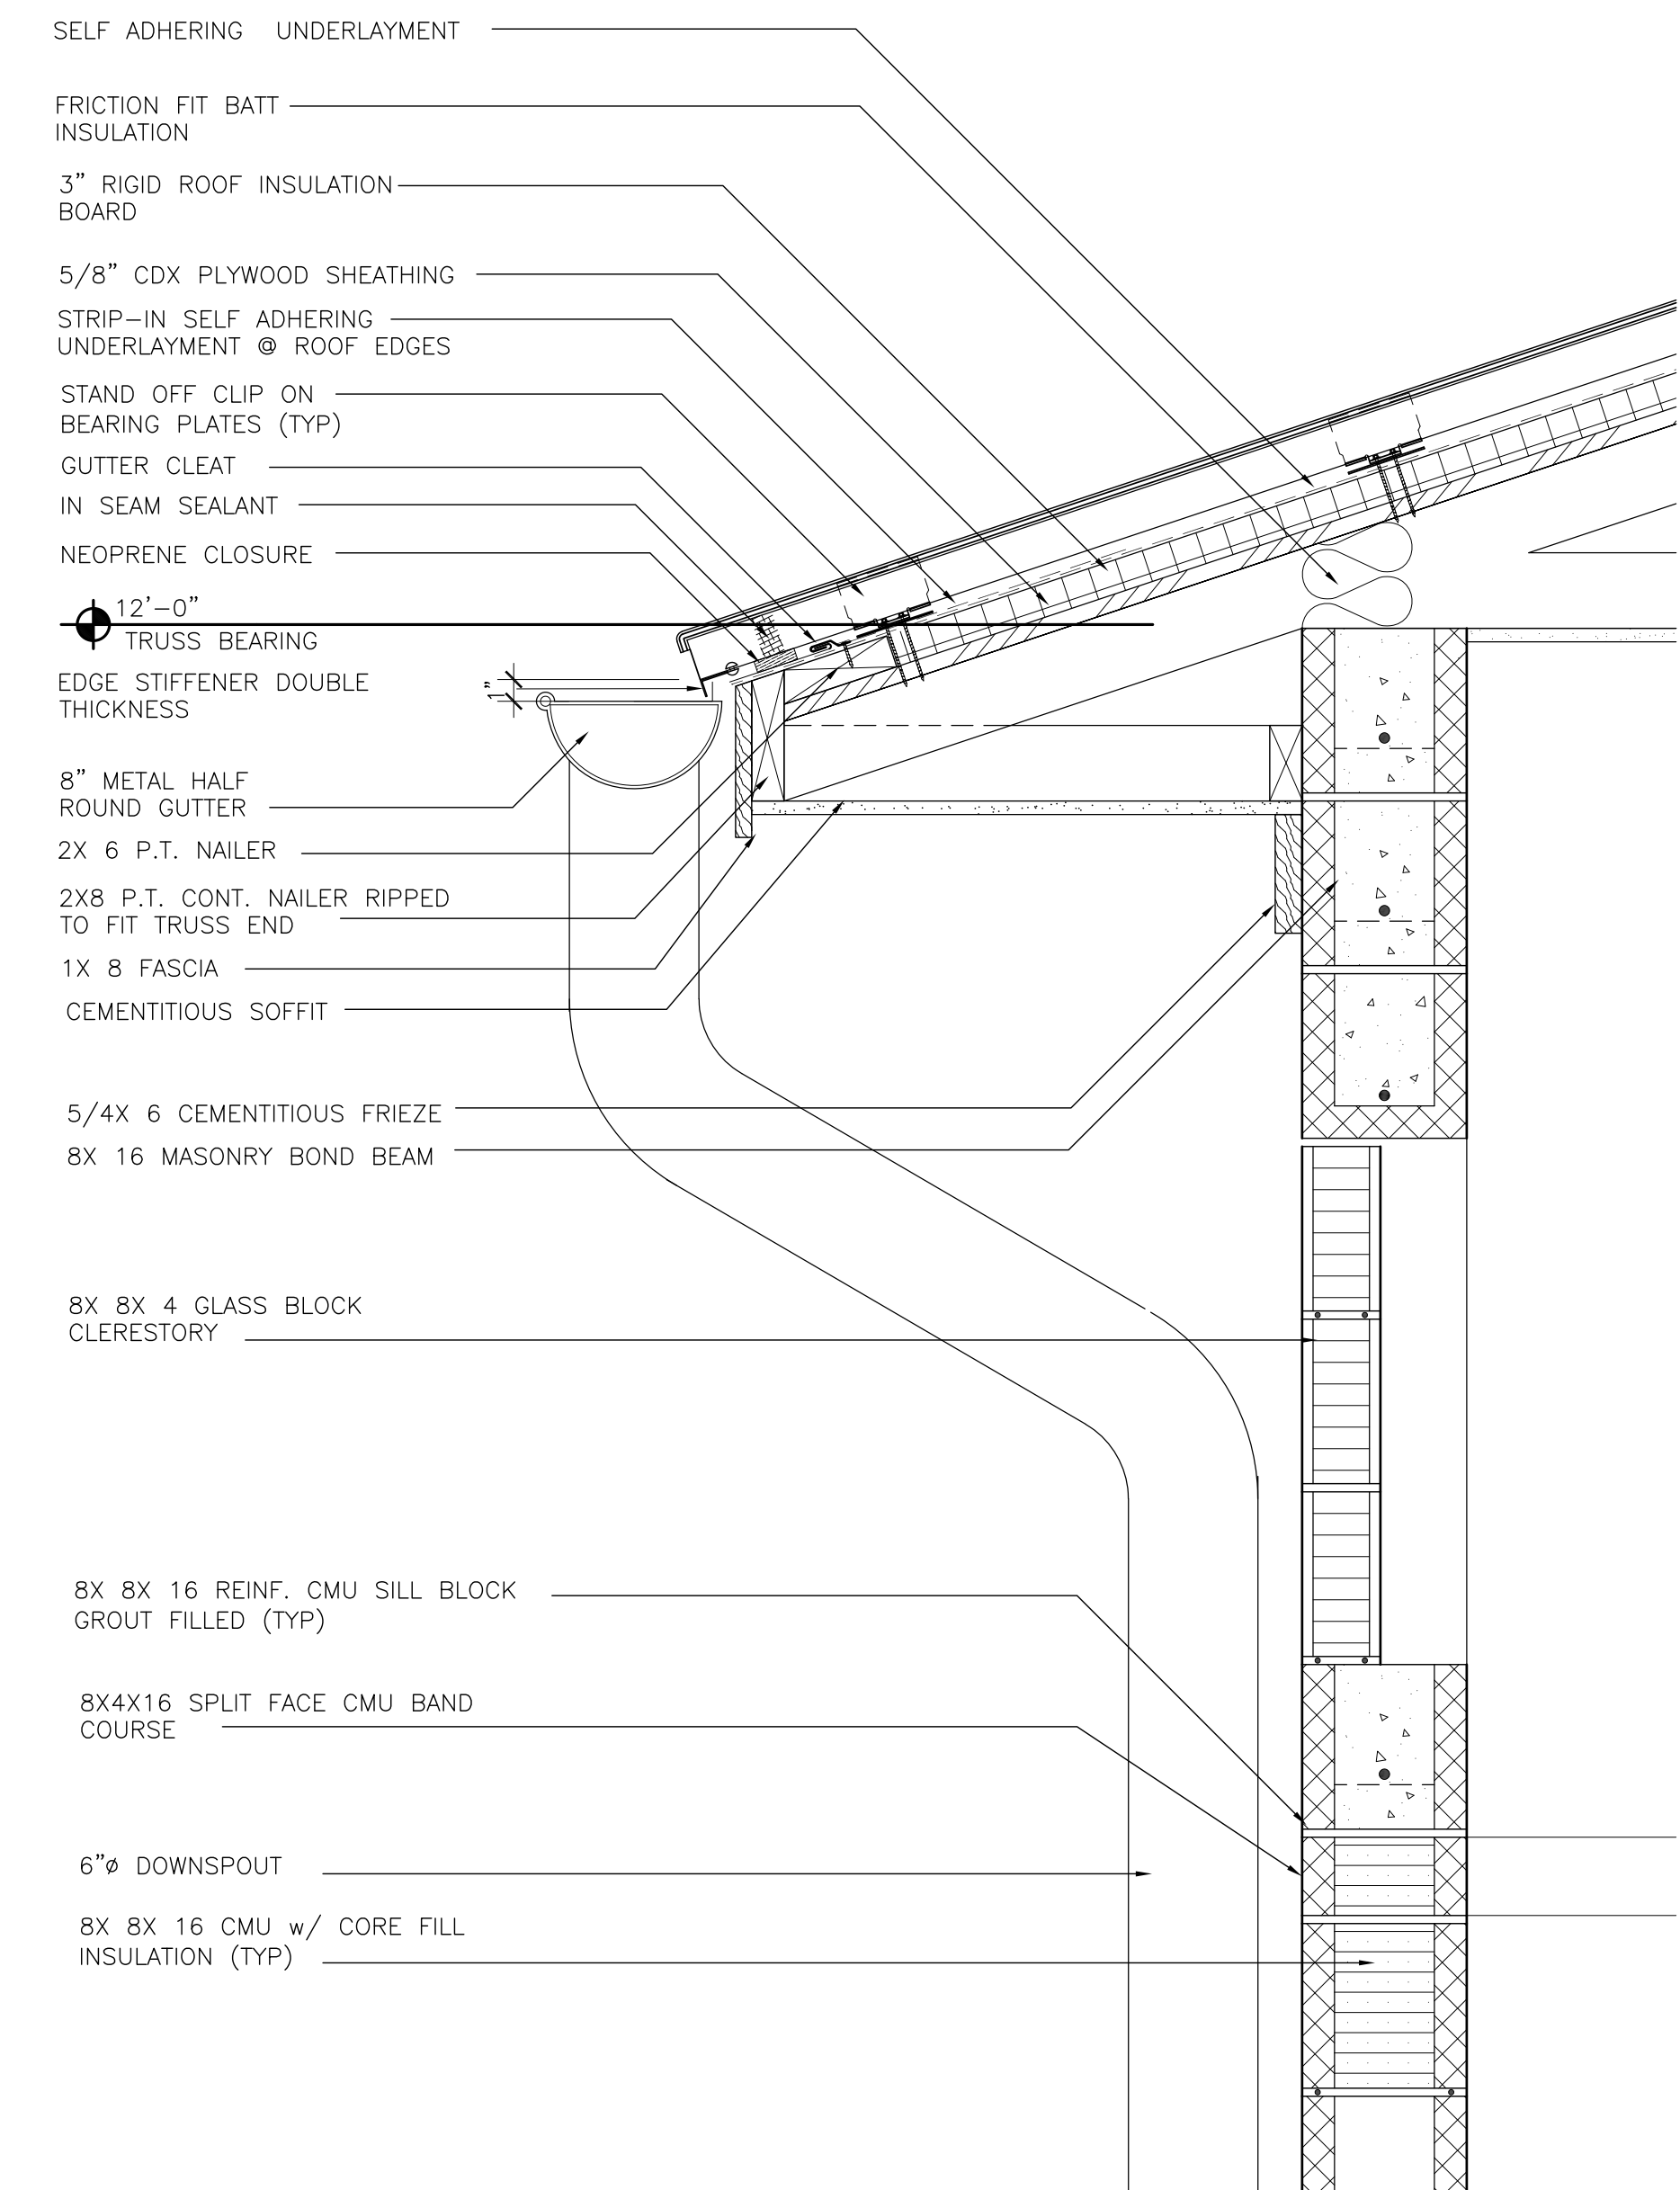 SELF ADHERING UNDERLAYMENT
FRICTION FIT BATT
INSULATION
3" RIGID ROOF INSULATION
BOARD
5/8" CDX PLYWOOD SHEATHING
STRIP-IN SELF ADHERING
UNDERLAYMENT @ ROOF EDGES
STAND OFF CLIP ON
BEARING PLATES (TYP)
GUTTER CLEAT
IN SEAM SEALANT
NEOPRENE CLOSURE
12'-0"
TRUSS BEARING
EDGE STIFFENER DOUBLE
THICKNESS
1"
8" METAL HALF
ROUND GUTTER
2X 6 P.T. NAILER
2X8 P.T. CONT. NAILER RIPPED
TO FIT TRUSS END
1X 8 FASCIA
CEMENTITIOUS SOFFIT
5/4X 6 CEMENTITIOUS FRIEZE
8X 16 MASONRY BOND BEAM
8X 8X 4 GLASS BLOCK
CLERESTORY
8X 8X 16 REINF. CMU SILL BLOCK
GROUT FILLED (TYP)
8X4X16 SPLIT FACE CMU BAND
COURSE
6"ø DOWNSPOUT
8X 8X 16 CMU w/ CORE FILL
INSULATION (TYP)